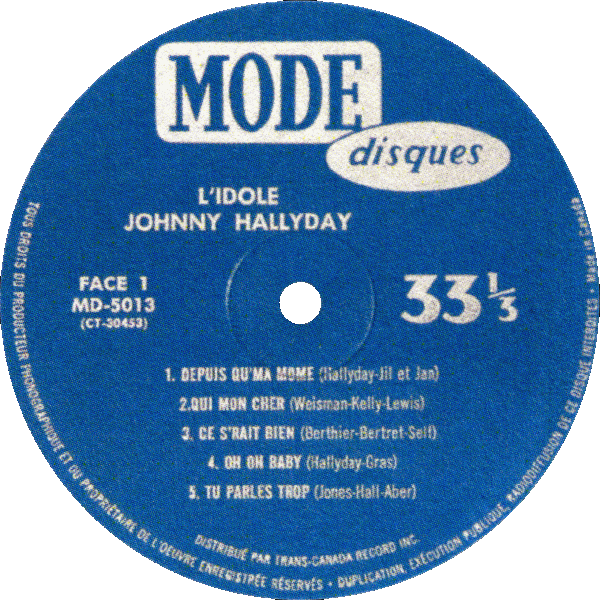 MODE
disques
L'IDOLE
JOHNNY HALLYDAY
FACE 1
MD-5013
(CT-30453)
33 1/3
1. DEPUIS QU'MA MOME (Hallyday-Jil et Jan)
2.QUI MON CHER (Weisman-Kelly-Lewis)
3. CE S'RAIT BIEN (Berthier-Bertret-Self)
4. OH OH BABY (Hallyday-Gras)
5. TU PARLES TROP (Jones-Hall-Aber)
DISTRIBUÉ PAR TRANS-CANADA RECORD INC.
TOUS DROITS DU PRODUCTEUR PHONOGRAPHIQUE ET DU PROPRIÉTAIRE DE L'OEUVRE ENREGISTRÉE RÉSERVÉS • DUPLICATION, EXÉCUTION PUBLIQUE, RADIODIFFUSION DE CE DISQUE INTERDITES - Made in Canada